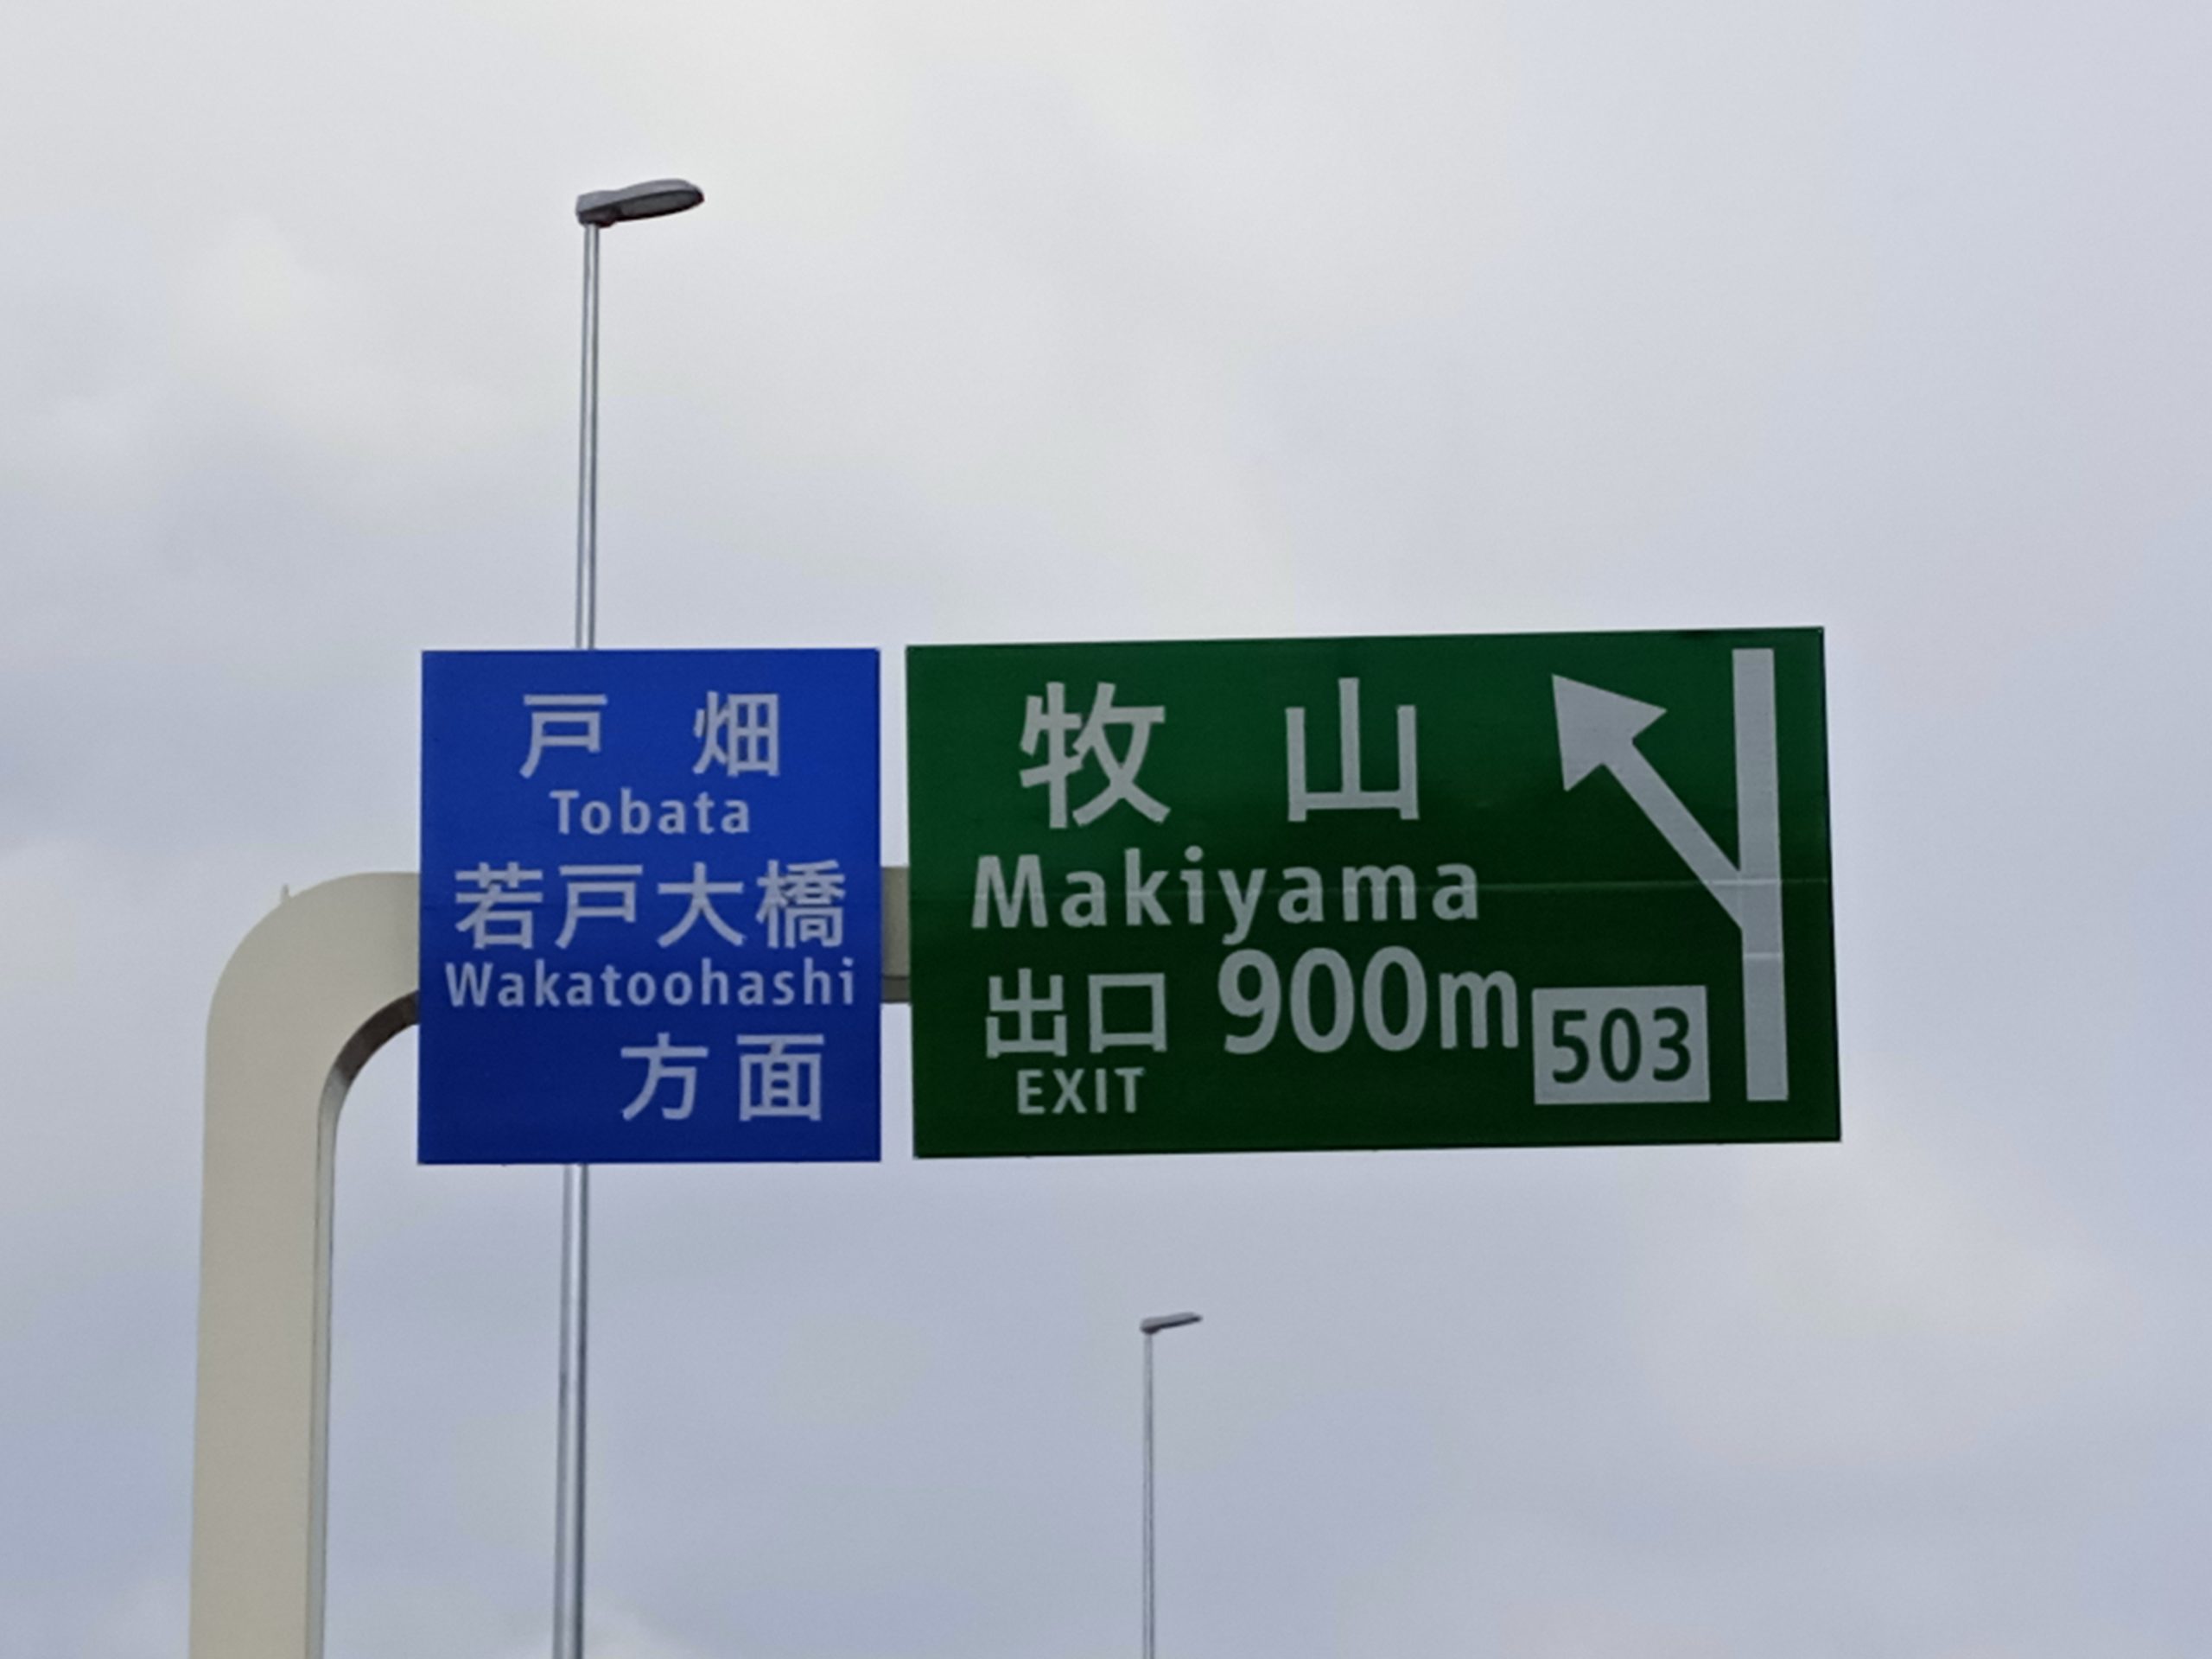 戸畑
Tobata
若戸大橋
Wakatoohashi
方面
牧山
Makiyama
出口 900m
EXIT
503